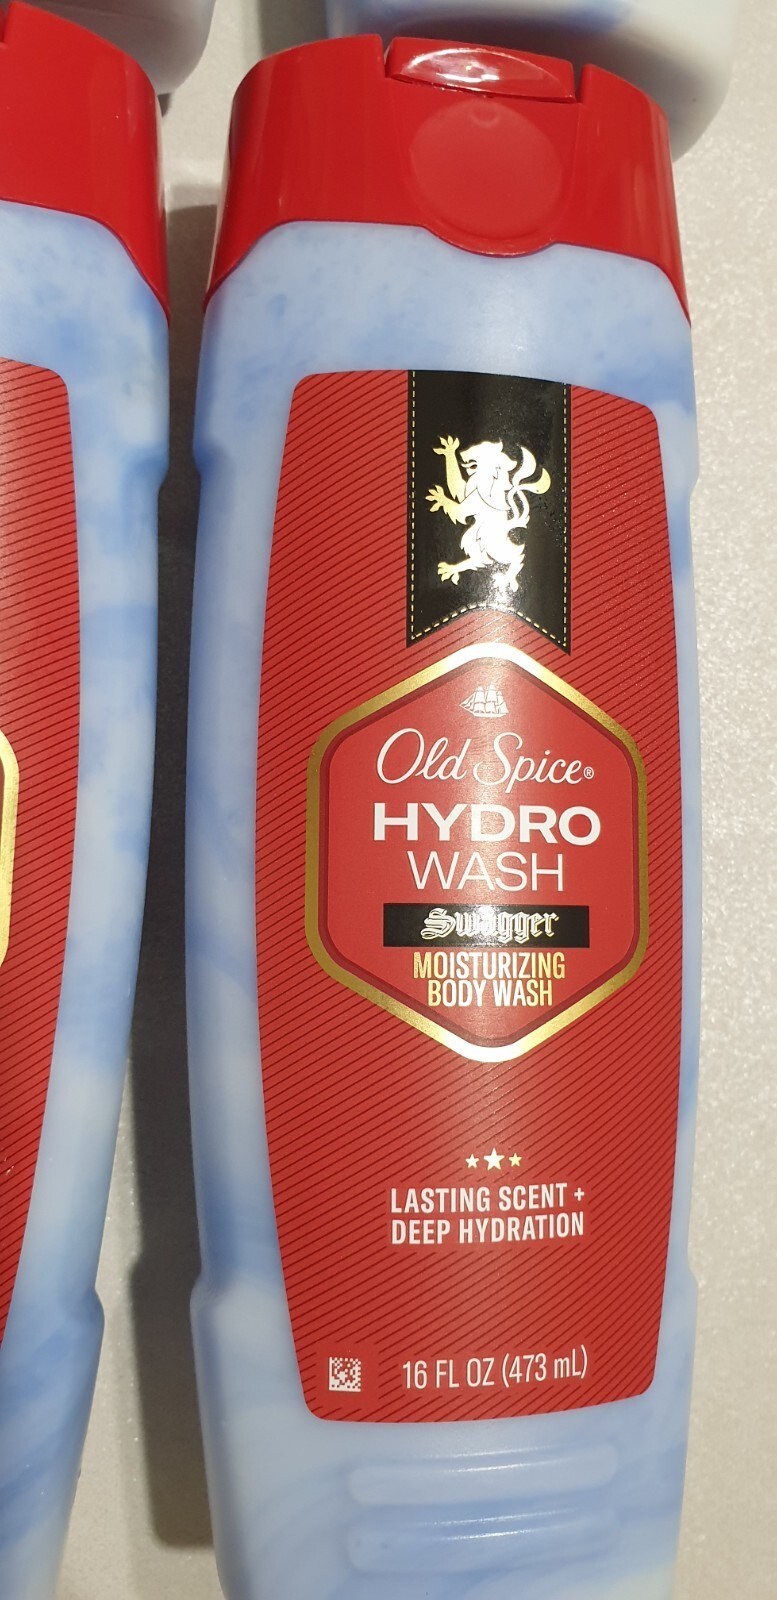 Old Spice®
HYDRO
WASH
Swagger
MOISTURIZING
BODY WASH
LASTING SCENT +
DEEP HYDRATION
16 FL OZ (473 mL)